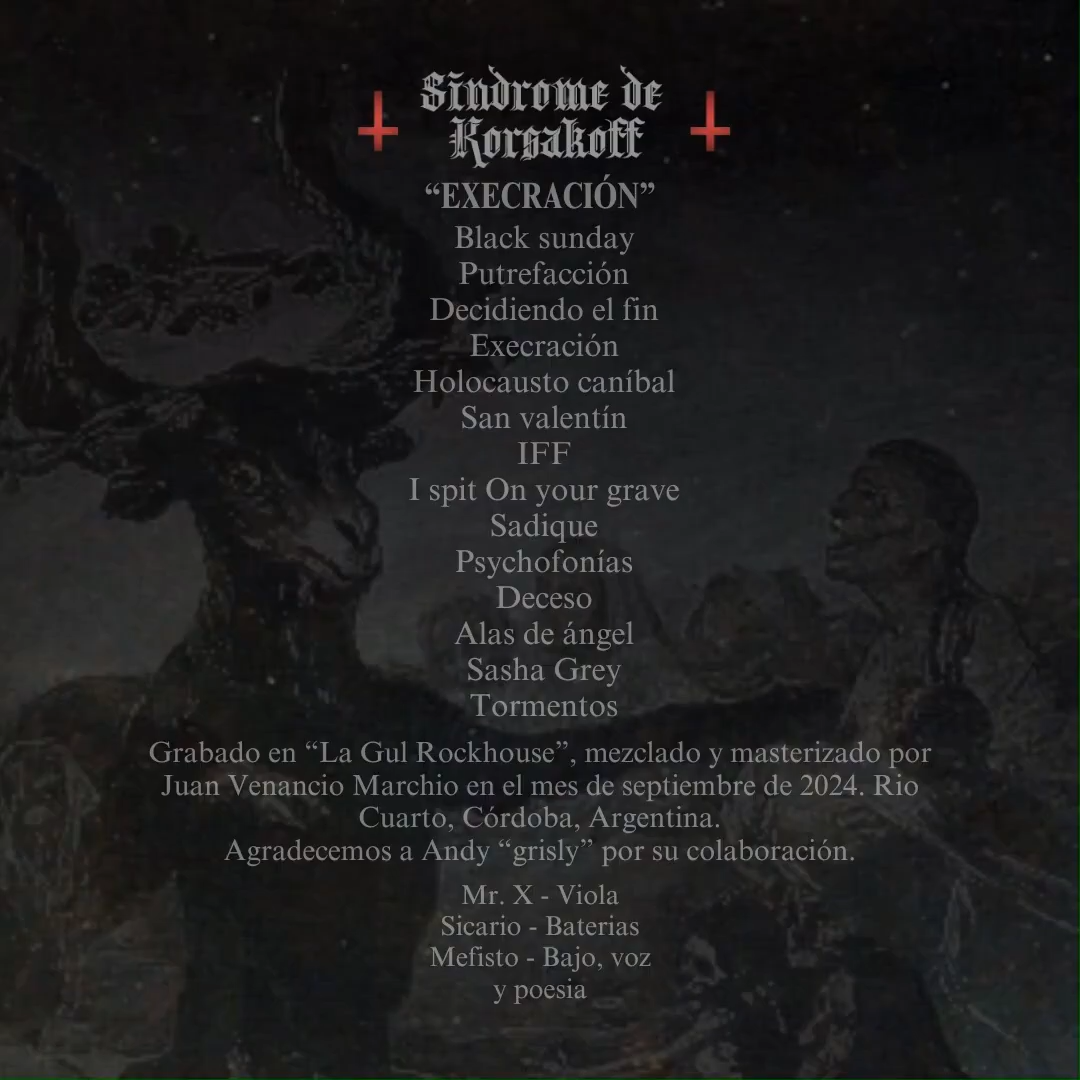 Síndrome de
Korsakoff
“EXECRACIÓN”
Black sunday
Putrefacción
Decidiendo el fin
Execración
Holocausto caníbal
San valentín
IFF
I spit On your grave
Sadique
Psychofonías
Deceso
Alas de ángel
Sasha Grey
Tormentos
Grabado en “La Gul Rockhouse”, mezclado y masterizado por
Juan Venancio Marchio en el mes de septiembre de 2024. Rio
Cuarto, Córdoba, Argentina.
Agradecemos a Andy “grisly” por su colaboración.
Mr. X - Viola
Sicario - Baterias
Mefisto - Bajo, voz
y poesia